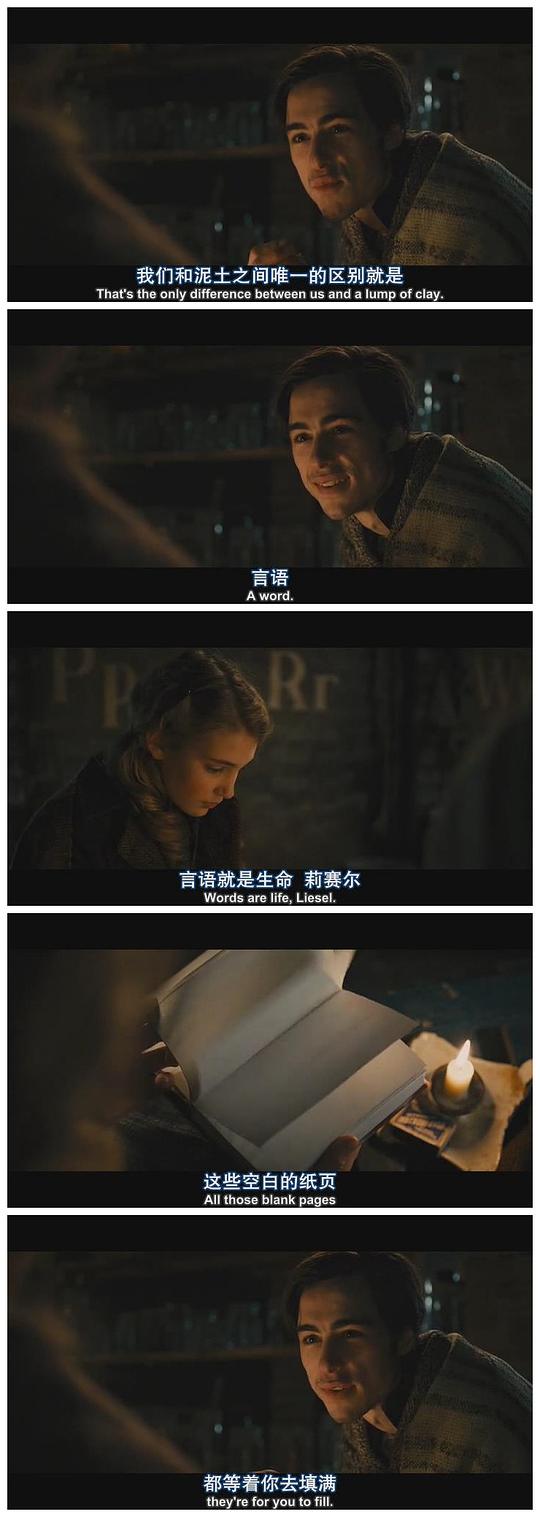 我们和泥土之间唯一的区别就是
That's the only difference between us and a lump of clay.
言语
A word.
P P Rr A W
言语就是生命 莉赛尔
Words are life, Liesel.
这些空白的纸页
All those blank pages
都等着你去填满
they're for you to fill.